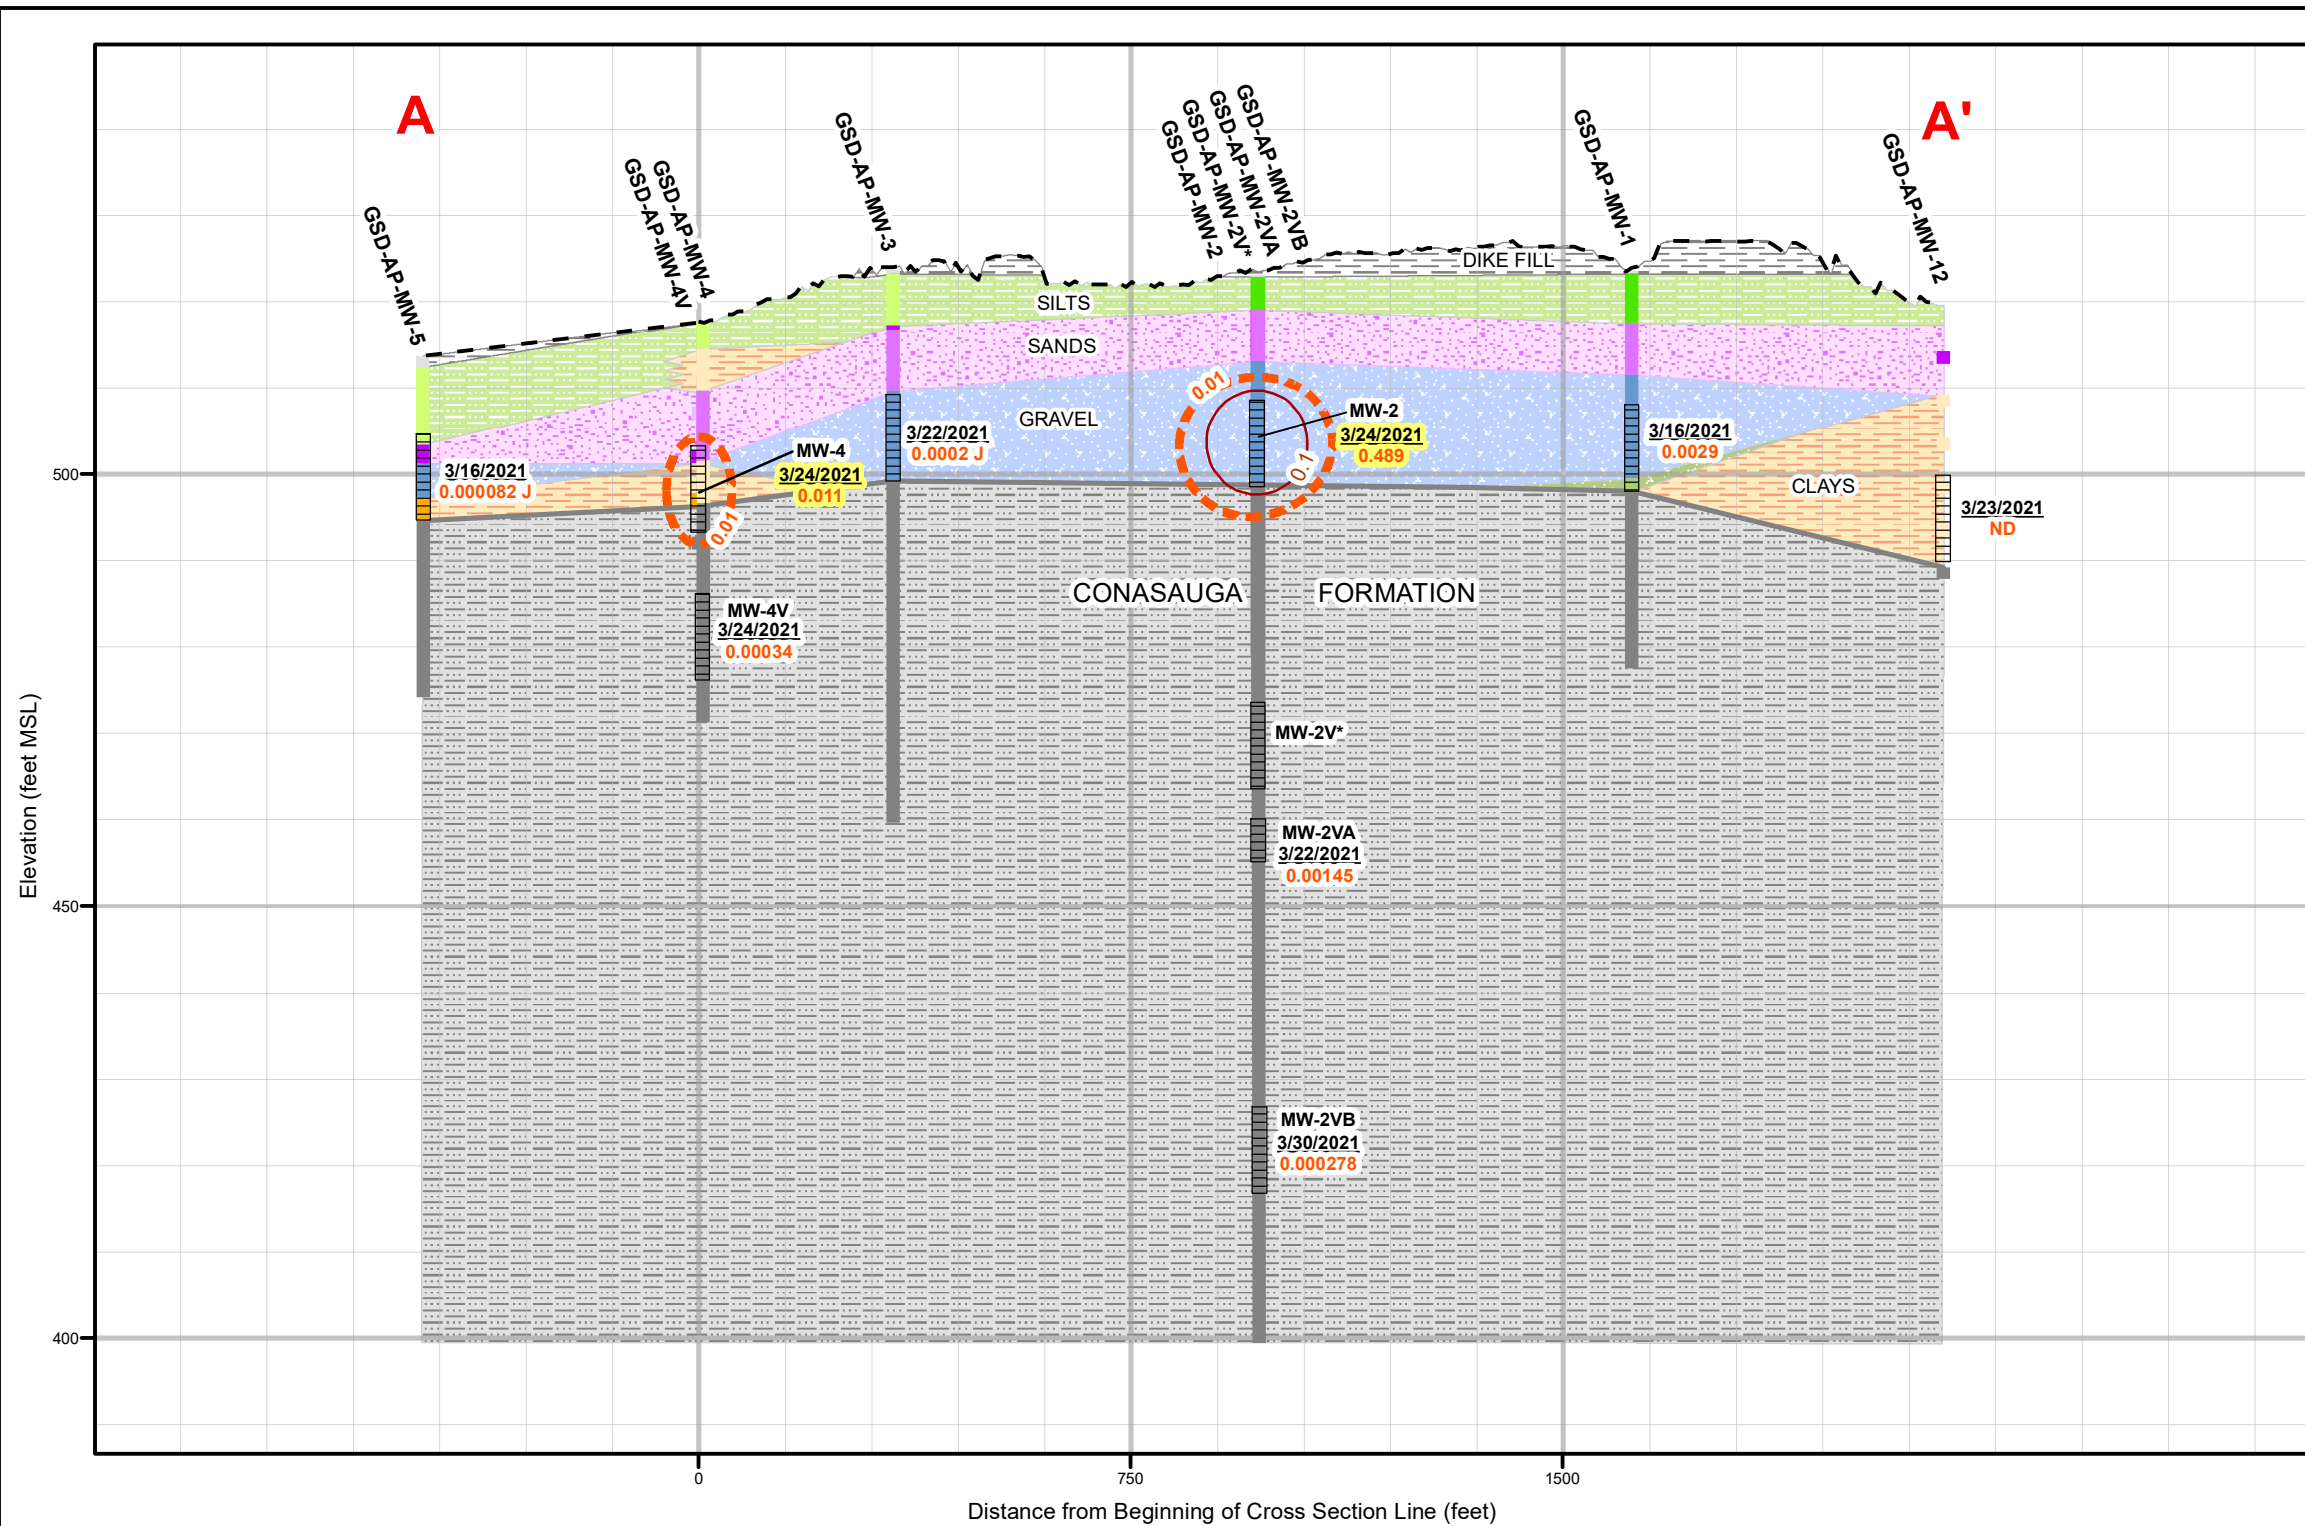 A
A'
GSD-AP-MW-5
GSD-AP-MW-4V
GSD-AP-MW-4
GSD-AP-MW-3
GSD-AP-MW-2
GSD-AP-MW-2V*
GSD-AP-MW-2VA
GSD-AP-MW-2VB
GSD-AP-MW-1
GSD-AP-MW-12
DIKE FILL
SILTS
SANDS
GRAVEL
CLAYS
CONASAUGA FORMATION
3/16/2021
0.000082 J
MW-4
3/24/2021
0.011
0.01
MW-4V
3/24/2021
0.00034
3/22/2021
0.0002 J
0.01
0.1
MW-2
3/24/2021
0.489
MW-2V*
MW-2VA
3/22/2021
0.00145
MW-2VB
3/30/2021
0.000278
3/16/2021
0.0029
3/23/2021
ND
Elevation (feet MSL)
500
450
400
0
750
1500
Distance from Beginning of Cross Section Line (feet)